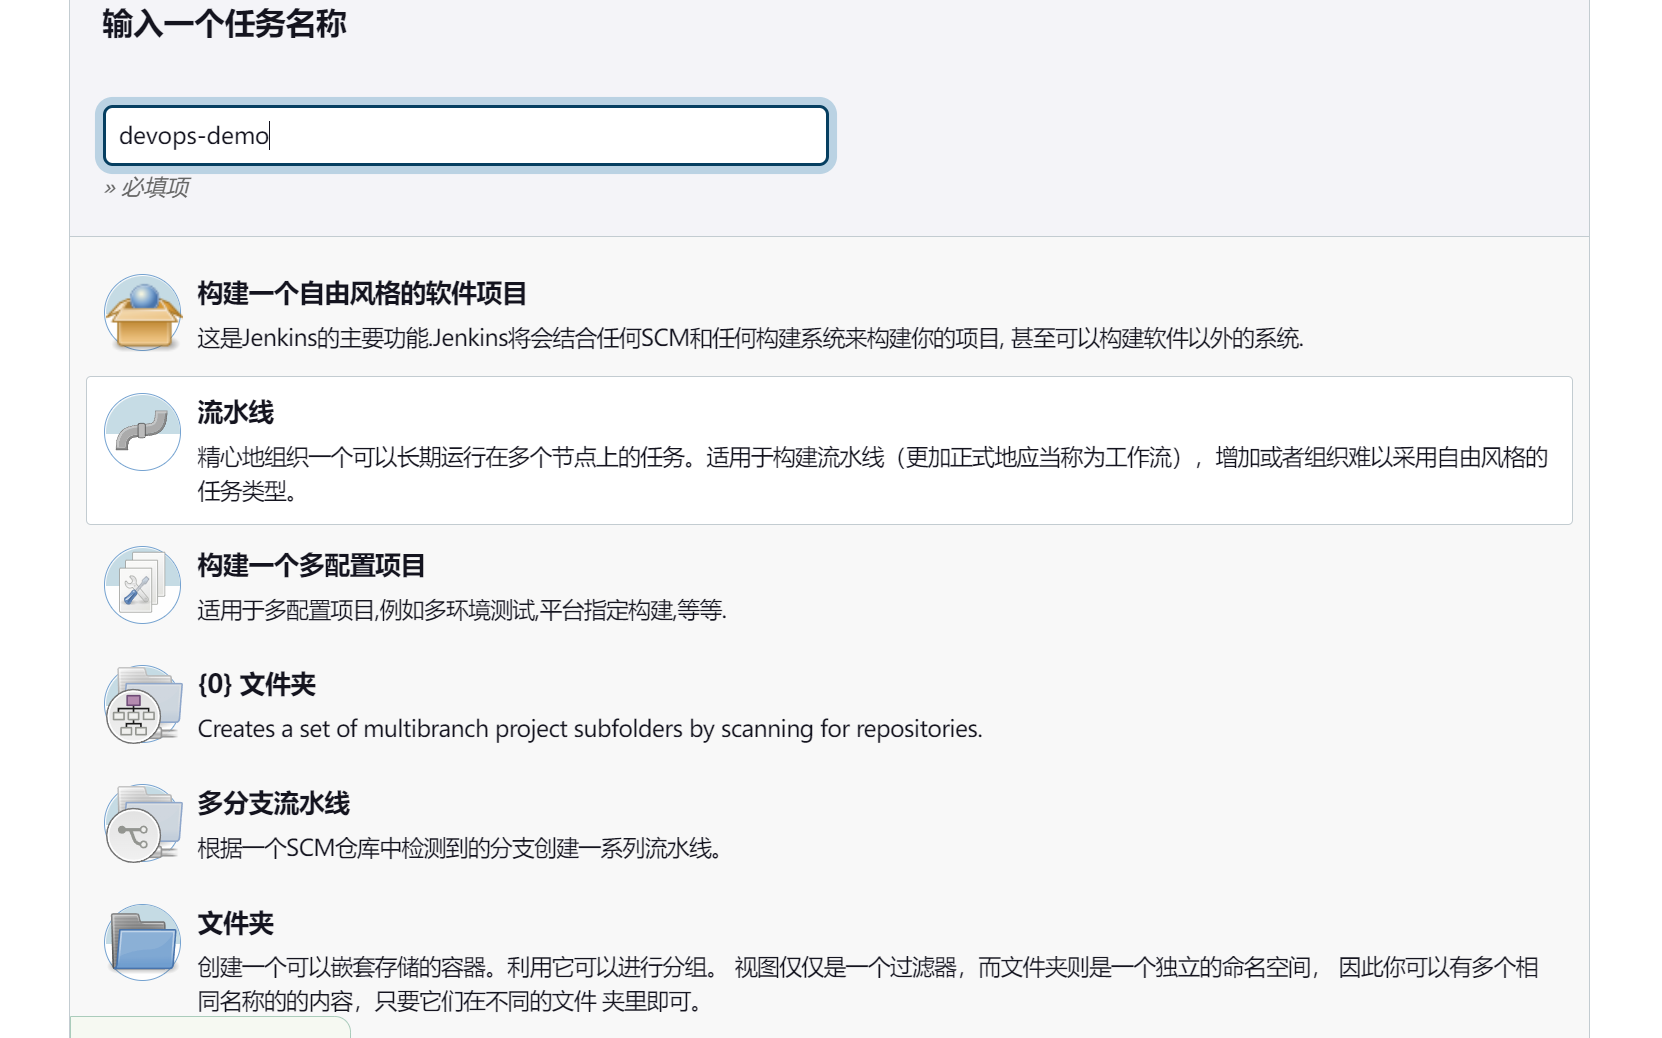 输入一个任务名称
devops-demo
» 必填项
构建一个自由风格的软件项目
这是Jenkins的主要功能.Jenkins将会结合任何SCM和任何构建系统来构建你的项目, 甚至可以构建软件以外的系统.
流水线
精心地组织一个可以长期运行在多个节点上的任务。适用于构建流水线（更加正式地应当称为工作流），增加或者组织难以采用自由风格的
任务类型。
构建一个多配置项目
适用于多配置项目,例如多环境测试,平台指定构建,等等.
{0} 文件夹
Creates a set of multibranch project subfolders by scanning for repositories.
多分支流水线
根据一个SCM仓库中检测到的分支创建一系列流水线。
文件夹
创建一个可以嵌套存储的容器。利用它可以进行分组。 视图仅仅是一个过滤器，而文件夹则是一个独立的命名空间， 因此你可以有多个相
同名称的的内容，只要它们在不同的文件 夹里即可。